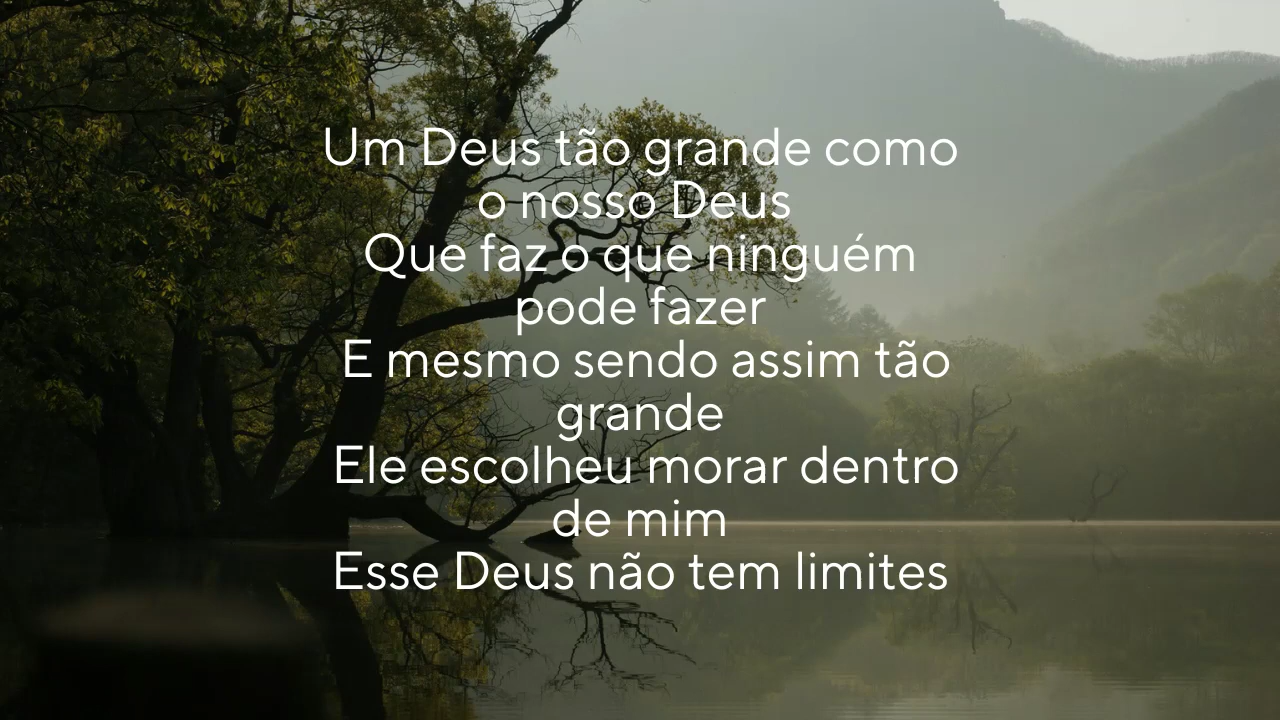 Um Deus tão grande como
o nosso Deus
Que faz o que ninguém
pode fazer
E mesmo sendo assim tão
grande
Ele escolheu morar dentro
de mim
Esse Deus não tem limites